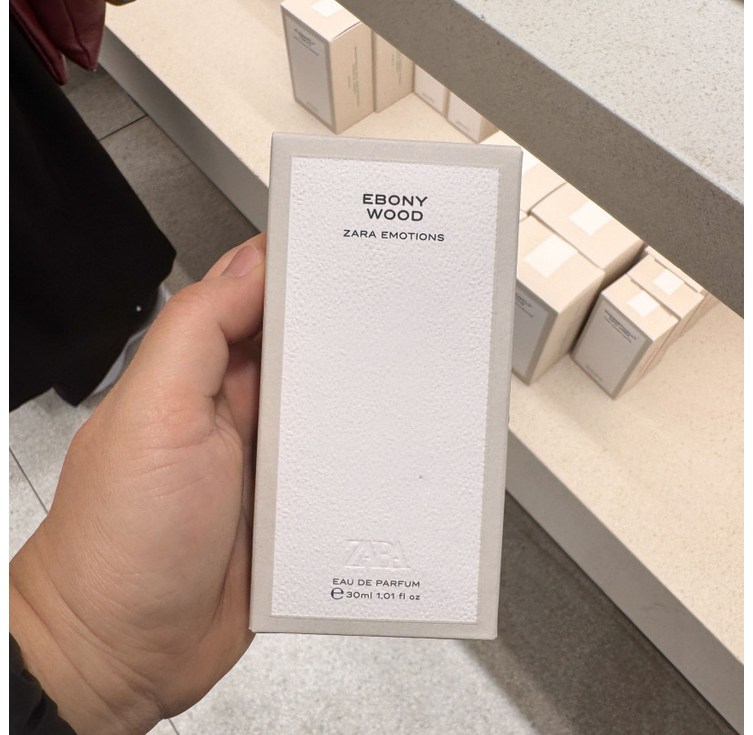 EBONY
WOOD
ZARA EMOTIONS
ZARA
EAU DE PARFUM
℮30ml 1.01 fl oz